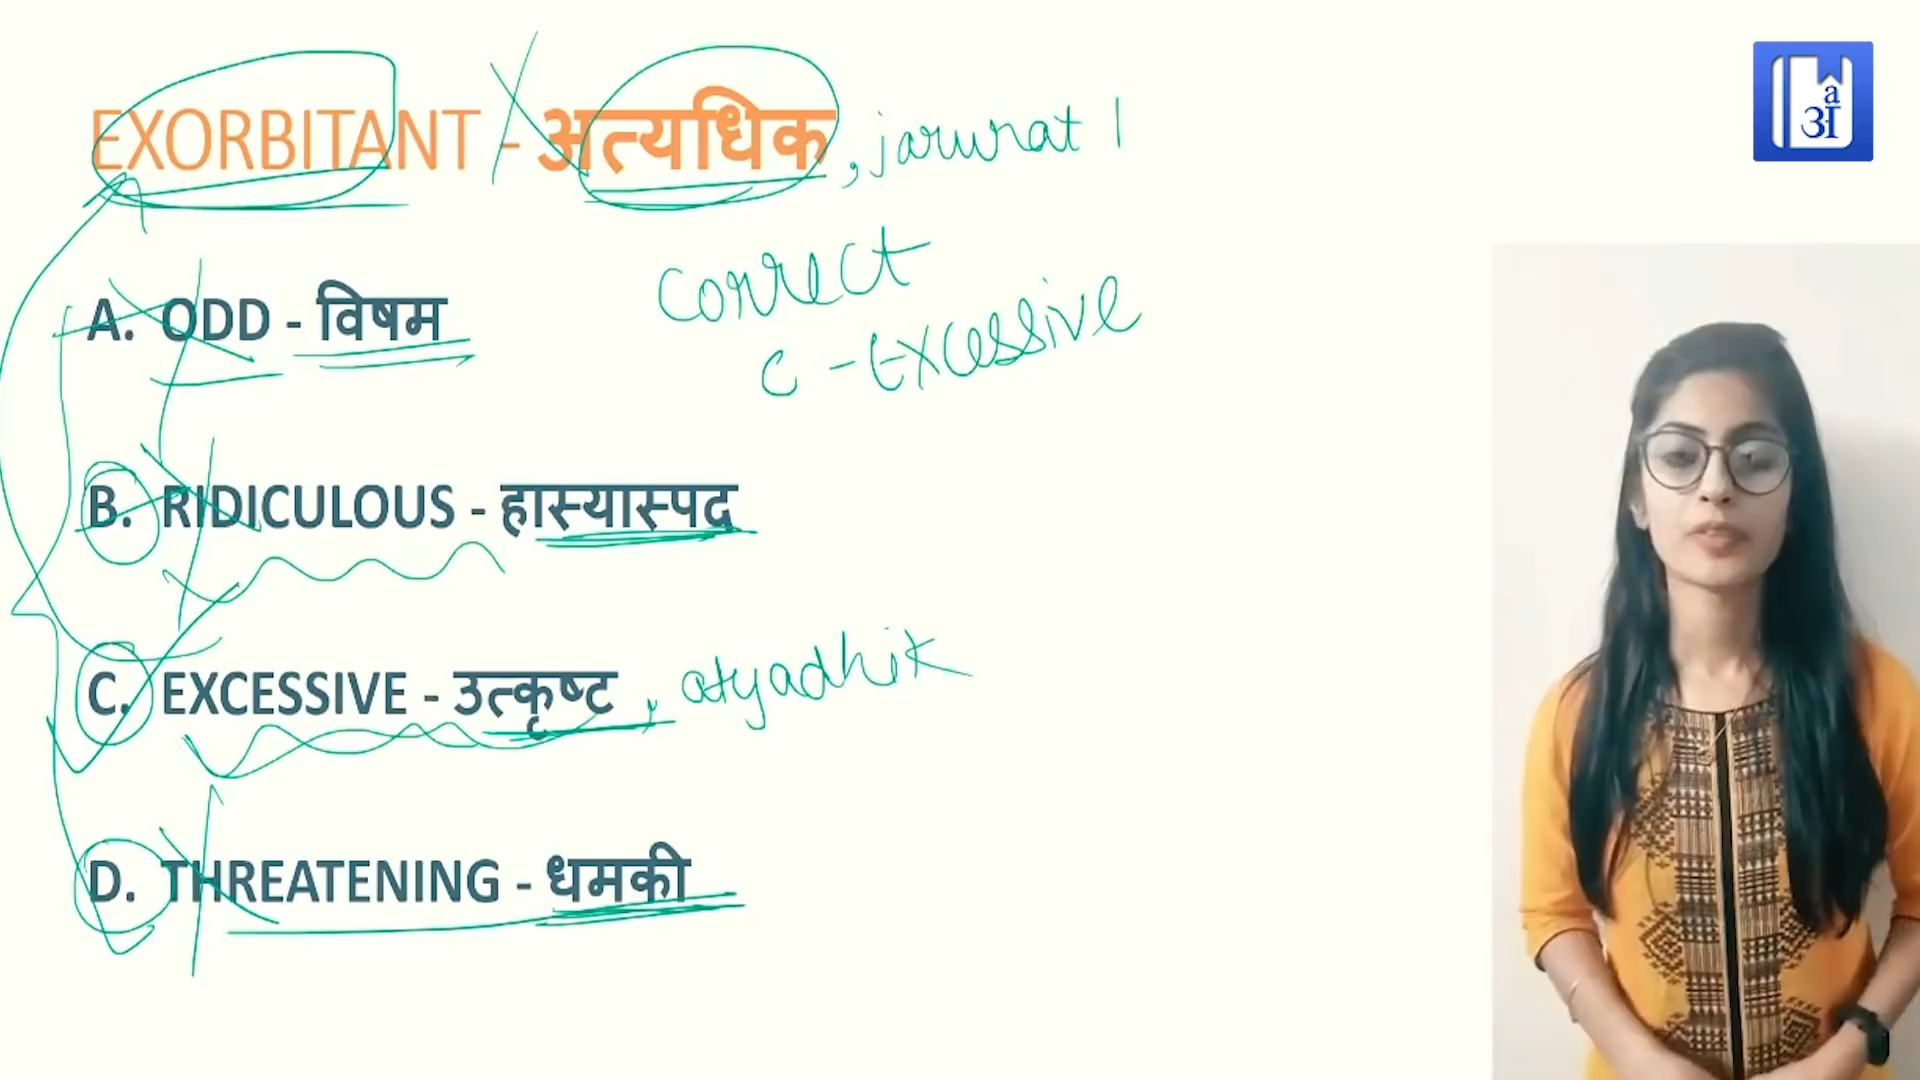 EXORBITANT - अत्यधिक, jarurat |
correct
A. ODD - विषम
C - Excessive
B. RIDICULOUS - हास्यास्पद
C. EXCESSIVE - उत्कृष्ट, atyadhik
D. THREATENING - धमकी
a
अ